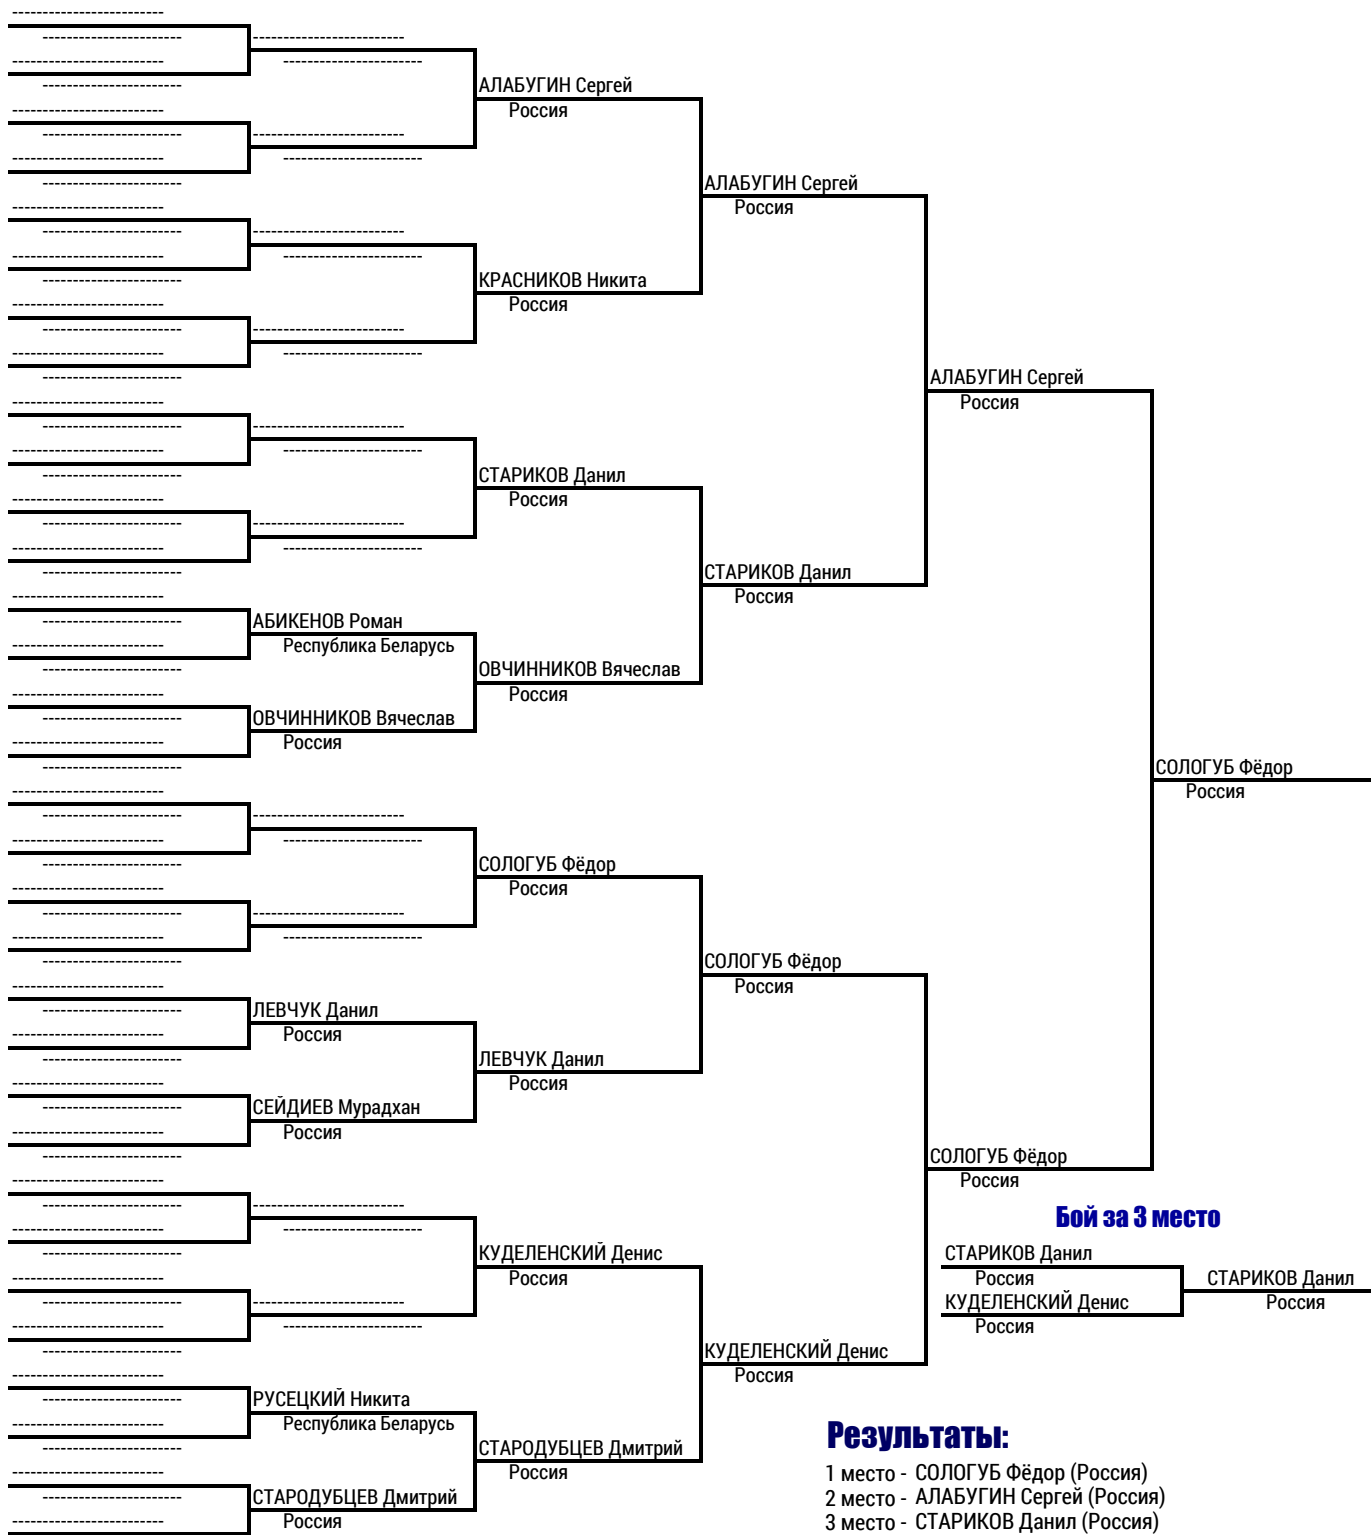 АЛАБУГИН Сергей
Россия
АЛАБУГИН Сергей
Россия
КРАСНИКОВ Никита
Россия
АЛАБУГИН Сергей
Россия
СТАРИКОВ Данил
Россия
СТАРИКОВ Данил
Россия
АБИКЕНОВ Роман
Республика Беларусь
ОВЧИННИКОВ Вячеслав
Россия
ОВЧИННИКОВ Вячеслав
Россия
СОЛОГУБ Фёдор
Россия
СОЛОГУБ Фёдор
Россия
СОЛОГУБ Фёдор
Россия
ЛЕВЧУК Данил
Россия
ЛЕВЧУК Данил
Россия
СЕЙДИЕВ Мурадхан
Россия
СОЛОГУБ Фёдор
Россия
Бой за 3 место
КУДЕЛЕНСКИЙ Денис
Россия
СТАРИКОВ Данил
Россия
СТАРИКОВ Данил
Россия
КУДЕЛЕНСКИЙ Денис
Россия
КУДЕЛЕНСКИЙ Денис
Россия
РУСЕЦКИЙ Никита
Республика Беларусь
СТАРОДУБЦЕВ Дмитрий
Россия
СТАРОДУБЦЕВ Дмитрий
Россия
Результаты:
1 место - СОЛОГУБ Фёдор (Россия)
2 место - АЛАБУГИН Сергей (Россия)
3 место - СТАРИКОВ Данил (Россия)